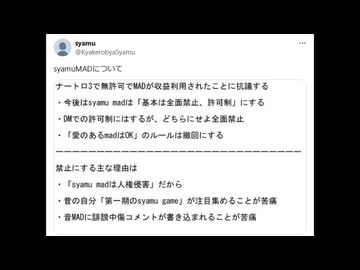 syamu
@KyakerobyaSyamu
syamuMADについて
ナートロ3で無許可でMADが収益利用されたことに抗議する
・今後はsyamu madは「基本は全面禁止、許可制」にする
・DMでの許可制にはするが、どちらにせよ全面禁止
・「愛のあるmadはOK」のルールは撤回にする
ーーーーーーーーーーーーーーーーーーーーーーーーーーーーーー
禁止にする主な理由は
・「syamu madは人権侵害」だから
・昔の自分「第一期のsyamu game」が注目集めることが苦痛
・音MADに誹謗中傷コメントが書き込まれることが苦痛